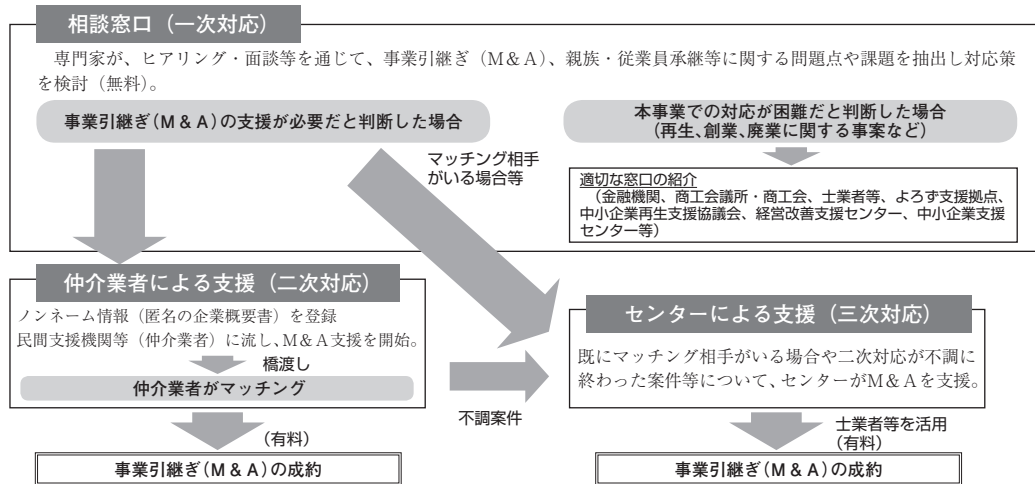 相談窓口（一次対応）
専門家が、ヒアリング・面談等を通じて、事業引継ぎ（M＆A）、親族・従業員承継等に関する問題点や課題を抽出し対応策
を検討（無料）。
事業引継ぎ（M＆A）の支援が必要だと判断した場合
本事業での対応が困難だと判断した場合
（再生、創業、廃業に関する事案など）
マッチング相手
がいる場合等
適切な窓口の紹介
（金融機関、商工会議所・商工会、士業者等、よろず支援拠点、
中小企業再生支援協議会、経営改善支援センター、中小企業支援
センター等）
仲介業者による支援（二次対応）
ノンネーム情報（匿名の企業概要書）を登録
民間支援機関等（仲介業者）に流し、M＆A支援を開始。
橋渡し
仲介業者がマッチング
（有料）
事業引継ぎ（M＆A）の成約
不調案件
センターによる支援（三次対応）
既にマッチング相手がいる場合や二次対応が不調に
終わった案件等について、センターがM＆Aを支援。
士業者等を活用
（有料）
事業引継ぎ（M＆A）の成約